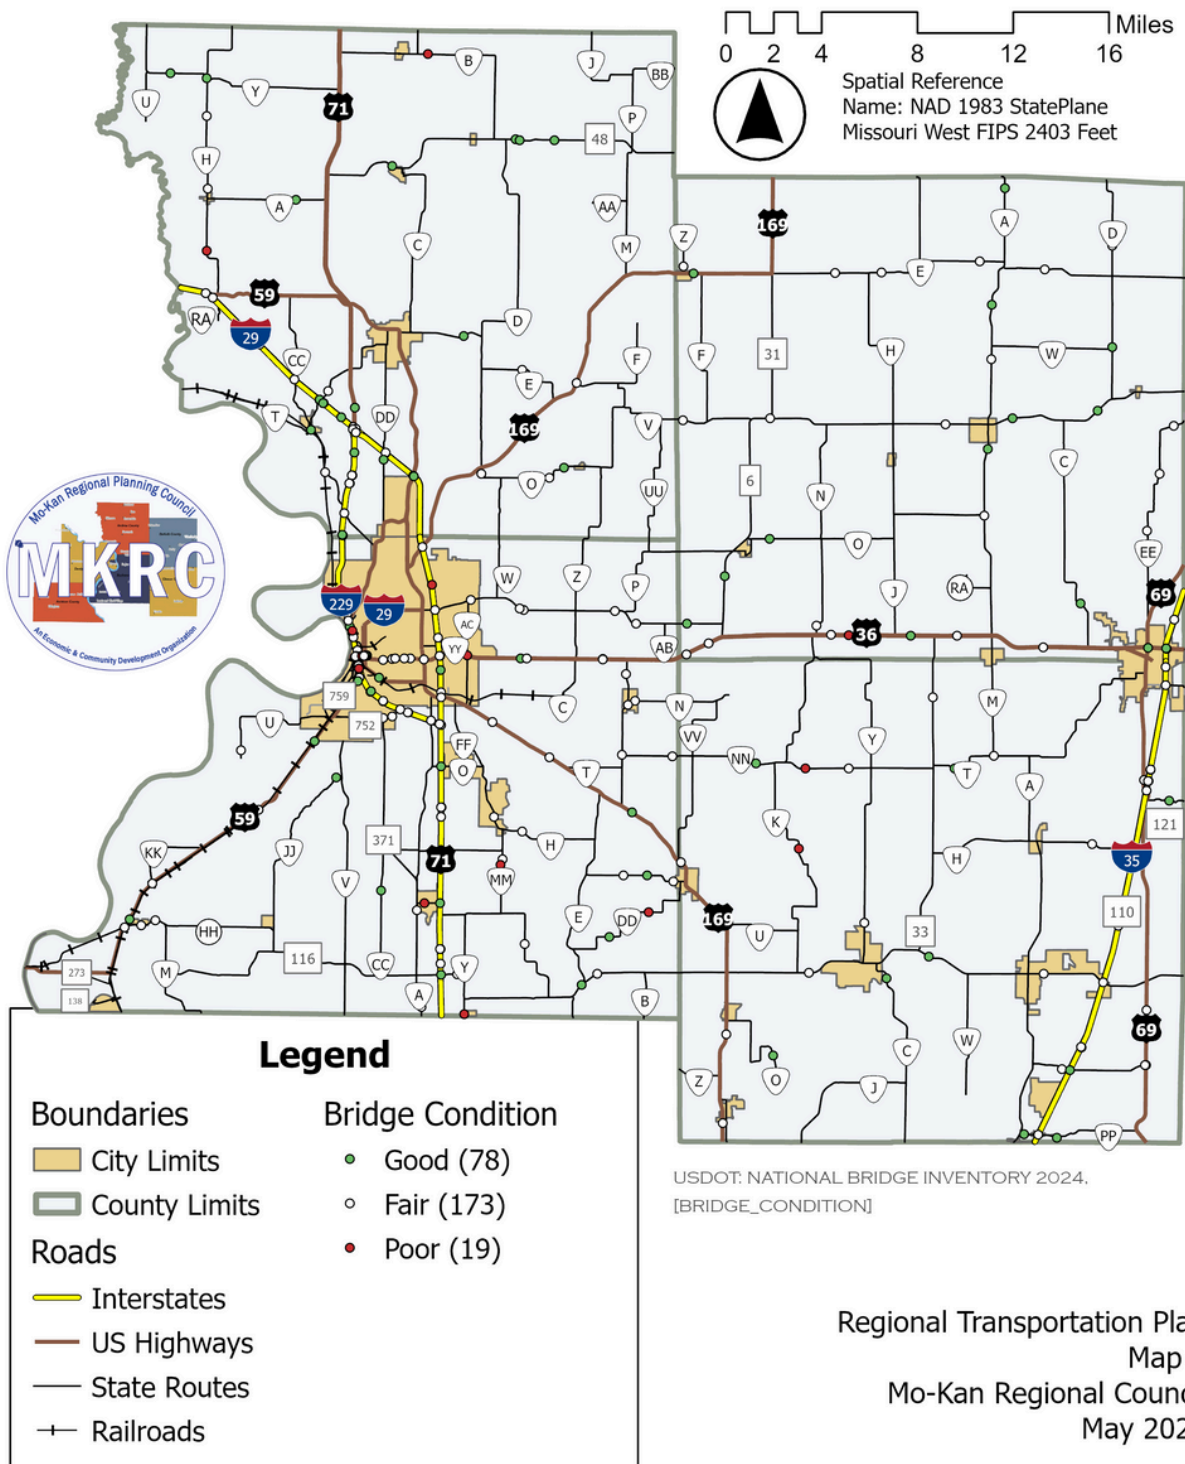 Miles
0 2 4 8 12 16
Spatial Reference
Name: NAD 1983 StatePlane
Missouri West FIPS 2403 Feet
B
J
BB
U
Y
71
P
48
H
A
AA
C
M
Z
169
A
D
E
59
RA
29
CC
D
F
F
31
H
W
E
T
DD
169
V
C
O
UU
6
N
Mo-Kan Regional Planning Council
MKRC
An Economic & Community Development Organization
O
EE
W
Z
P
J
RA
69
229
29
AC
36
YY
AB
759
C
N
M
U
752
FF
VV
Y
O
T
NN
T
A
59
K
121
371
H
KK
JJ
71
H
35
V
MM
E
DD
169
110
HH
U
33
116
273
M
CC
Y
138
A
B
69
C
W
Z
O
J
PP
Legend
Boundaries
City Limits
County Limits
Roads
Interstates
US Highways
State Routes
Railroads
Bridge Condition
Good (78)
Fair (173)
Poor (19)
USDOT: NATIONAL BRIDGE INVENTORY 2024,
[BRIDGE_CONDITION]
Regional Transportation Pla
Map
Mo-Kan Regional Counc
May 202